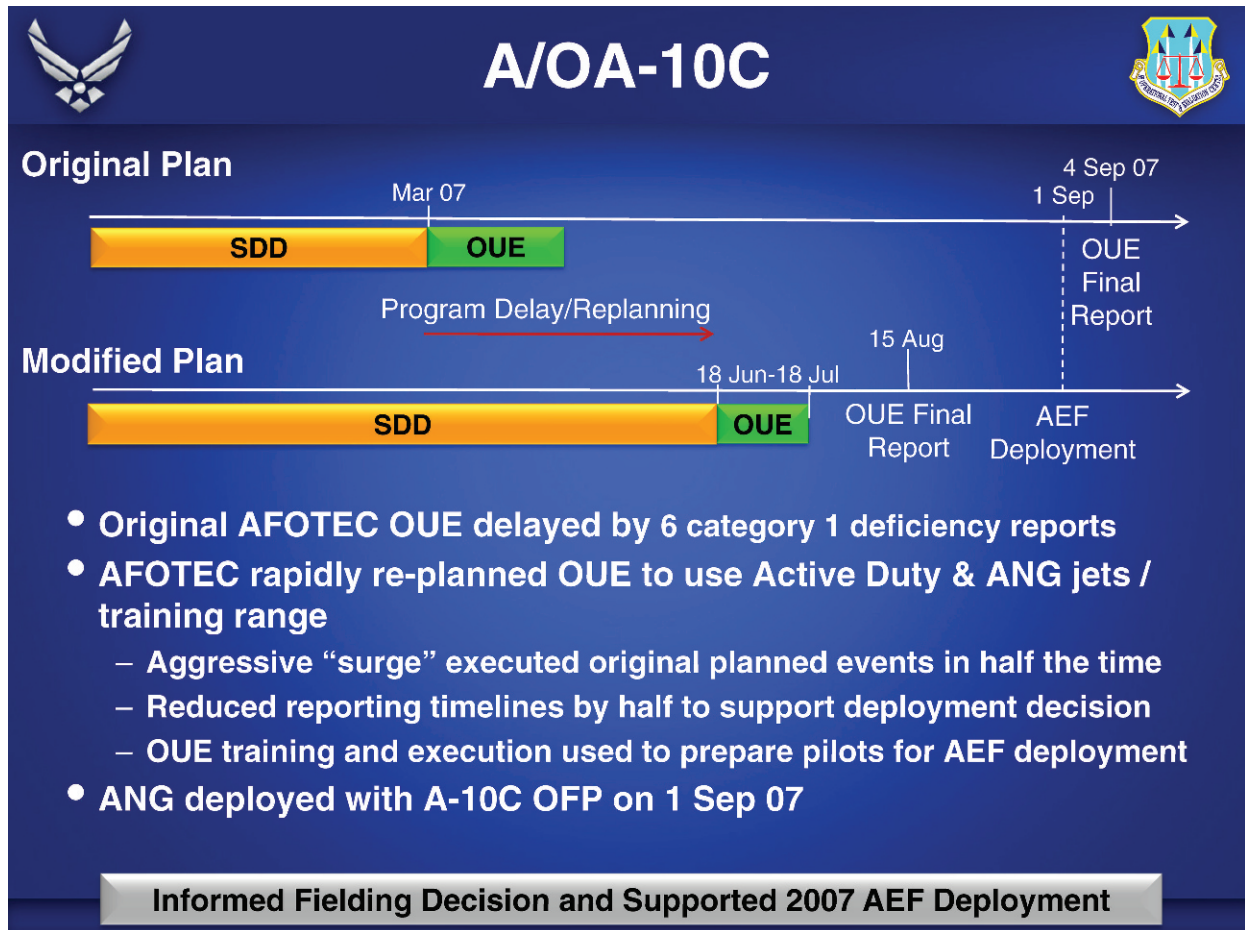 A/OA-10C
Original Plan
4 Sep 07
1 Sep
Mar 07
SDD
OUE
OUE
Final
Report
Program Delay/Replanning
Modified Plan
15 Aug
18 Jun-18 Jul
SDD
OUE
OUE Final
Report
AEF
Deployment
• Original AFOTEC OUE delayed by 6 category 1 deficiency reports
• AFOTEC rapidly re-planned OUE to use Active Duty & ANG jets /
training range
– Aggressive “surge” executed original planned events in half the time
– Reduced reporting timelines by half to support deployment decision
– OUE training and execution used to prepare pilots for AEF deployment
• ANG deployed with A-10C OFP on 1 Sep 07
Informed Fielding Decision and Supported 2007 AEF Deployment